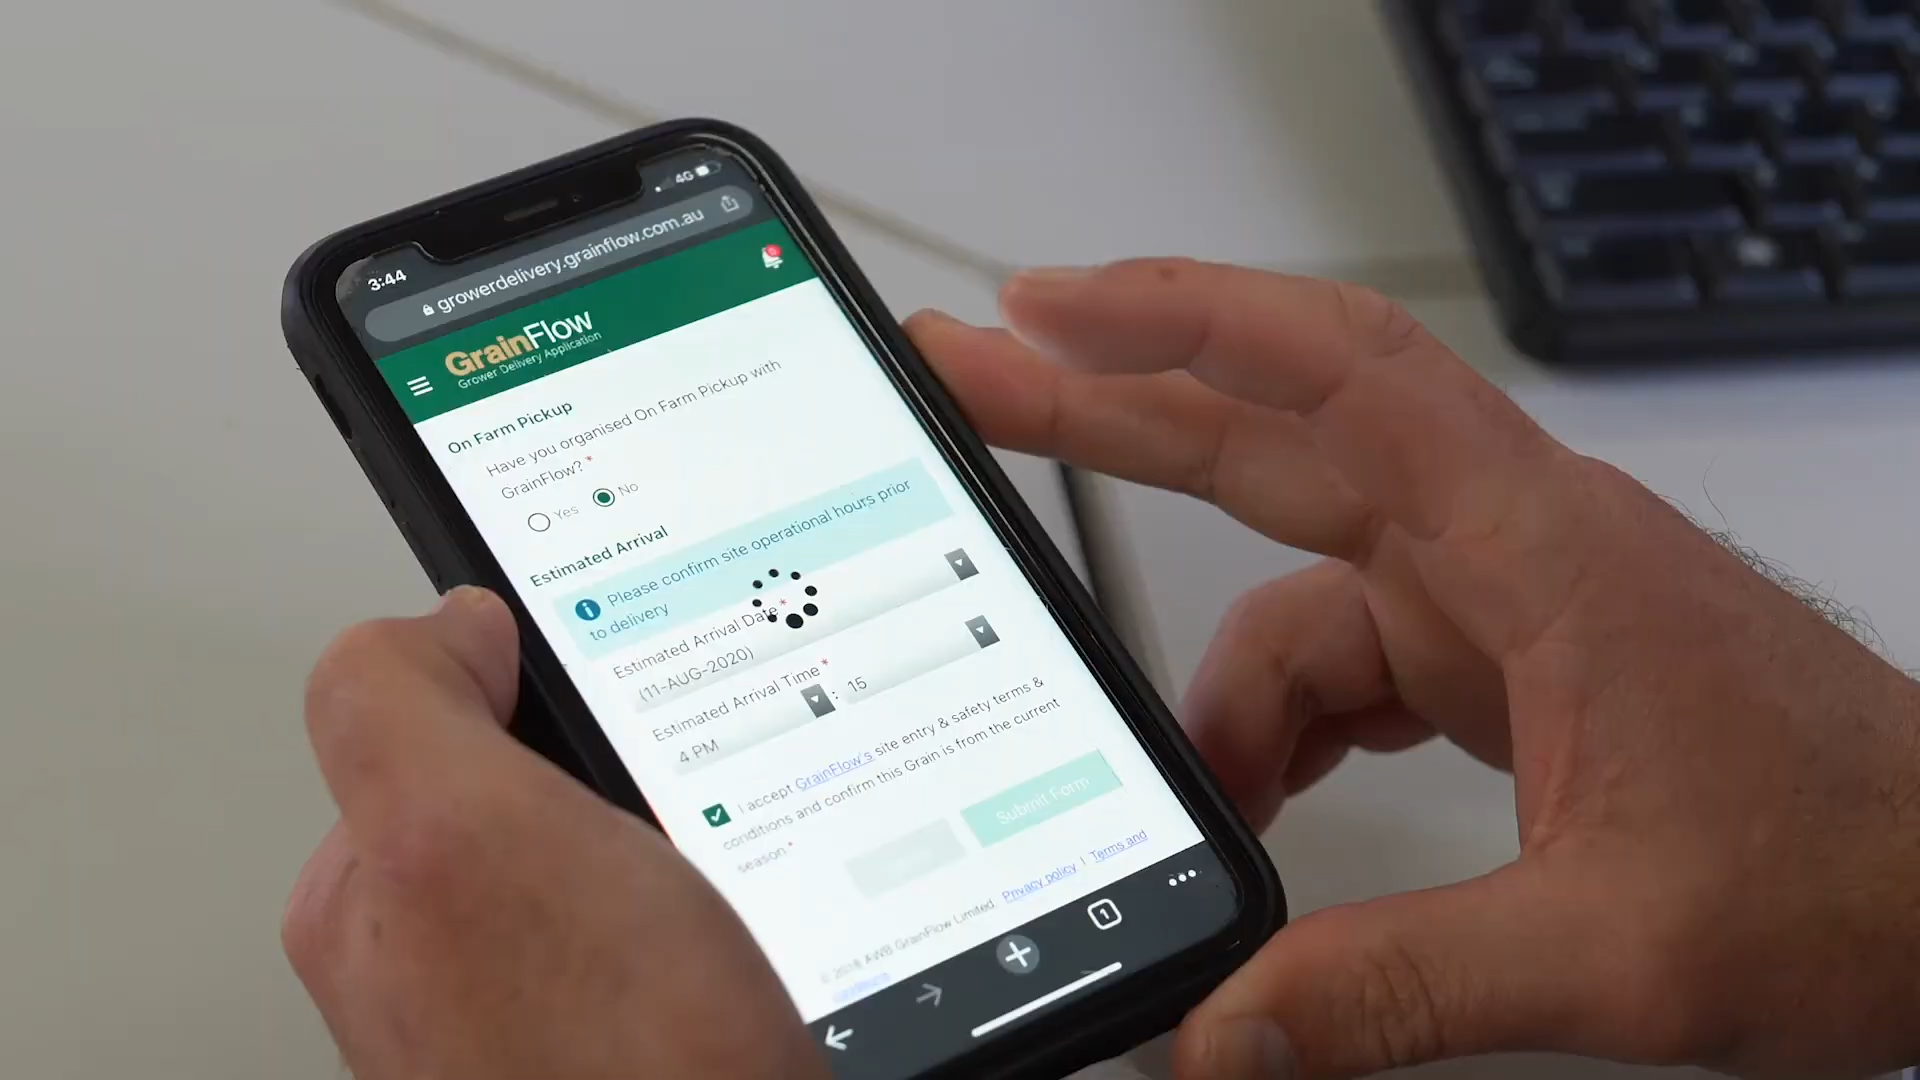 3:44
4G
growerdelivery.grainflow.com.au
GrainFlow
Grower Delivery Application
On Farm Pickup
Have you organised On Farm Pickup with
GrainFlow? *
Yes
No
Estimated Arrival
Please confirm site operational hours prior
to delivery
Estimated Arrival Date *
(11-AUG-2020)
Estimated Arrival Time *
4 PM
: 15
I accept GrainFlow's site entry & safety terms &
conditions and confirm this Grain is from the current
season *
Submit Form
© 2018 AWB GrainFlow Limited. Privacy policy | Terms and
conditions
1